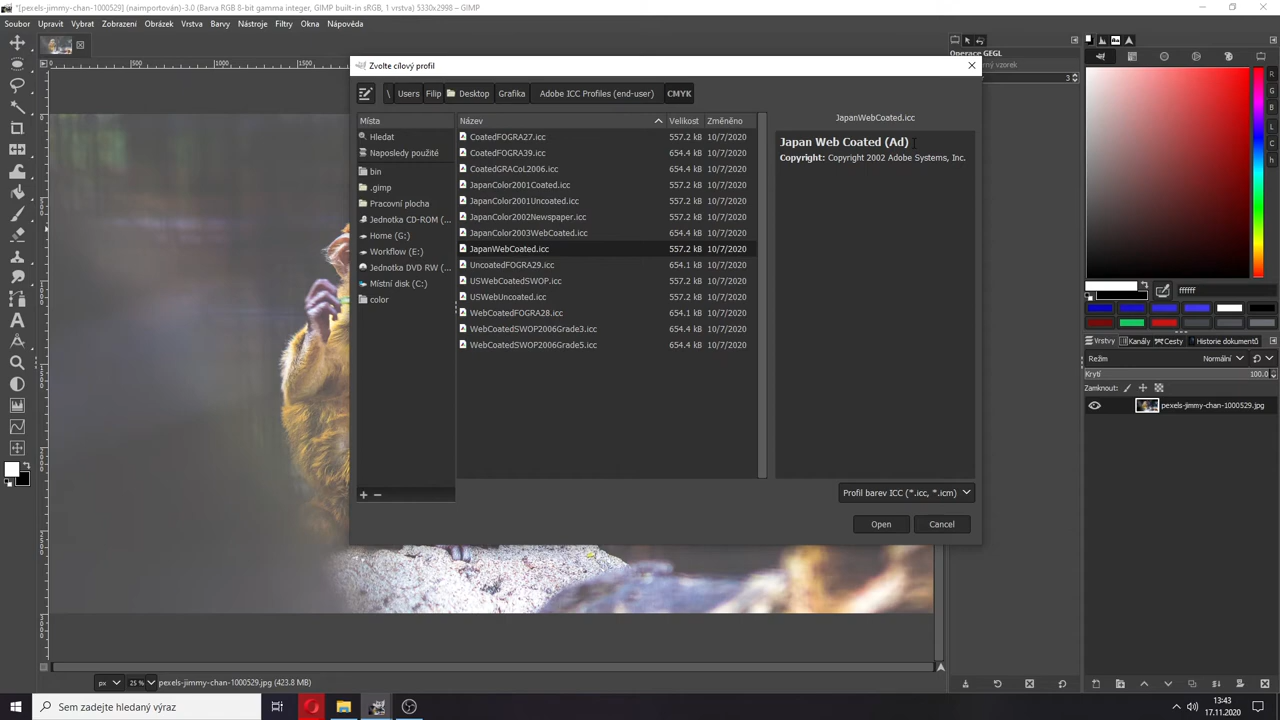 *[pexels-jimmy-chan-1000529] (naimportován)-3.0 (Barva RGB 8-bit gamma integer, GIMP built-in sRGB, 1 vrstva) 5330x2998 – GIMP
Soubor Upravit Vybrat Zobrazení Obrázek Vrstva Barvy Nástroje Filtry Okna Nápověda
0 500 1000 1500
Operace GEGL
ný vzorek
3
Zvolte cílový profil
\ Users Filip Desktop Grafika Adobe ICC Profiles (end-user) CMYK
Místa
Hledat
Naposledy použité
bin
.gimp
Pracovní plocha
Jednotka CD-ROM (...
Home (G:)
Workflow (E:)
Jednotka DVD RW (...
Místní disk (C:)
color
Název Velikost Změněno
CoatedFOGRA27.icc 557.2 kB 10/7/2020
CoatedFOGRA39.icc 654.4 kB 10/7/2020
CoatedGRACoL2006.icc 654.4 kB 10/7/2020
JapanColor2001Coated.icc 557.2 kB 10/7/2020
JapanColor2001Uncoated.icc 557.2 kB 10/7/2020
JapanColor2002Newspaper.icc 557.2 kB 10/7/2020
JapanColor2003WebCoated.icc 654.4 kB 10/7/2020
JapanWebCoated.icc 557.2 kB 10/7/2020
UncoatedFOGRA29.icc 654.1 kB 10/7/2020
USWebCoatedSWOP.icc 557.2 kB 10/7/2020
USWebUncoated.icc 557.2 kB 10/7/2020
WebCoatedFOGRA28.icc 654.1 kB 10/7/2020
WebCoatedSWOP2006Grade3.icc 654.4 kB 10/7/2020
WebCoatedSWOP2006Grade5.icc 654.4 kB 10/7/2020
JapanWebCoated.icc
Japan Web Coated (Ad)
Copyright: Copyright 2002 Adobe Systems, Inc.
Profil barev ICC (*.icc, *.icm)
Open Cancel
R
G
B
L
C
h
ffffff
Vrstvy Kanály Cesty Historie dokumentů
Režim Normální
Krytí 100.0
Zamknout:
pexels-jimmy-chan-1000529.jpg
px 25 % pexels-jimmy-chan-1000529.jpg (423.8 MB)
Sem zadejte hledaný výraz
13:43
17.11.2020